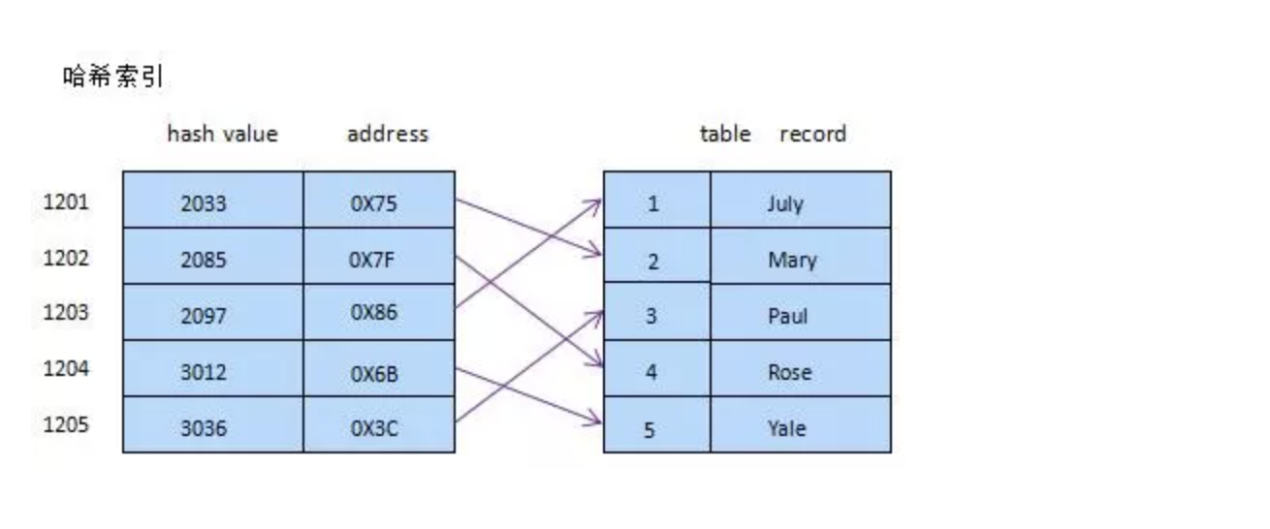 哈希索引
hash value address table record
1201 2033 0X75 1 July
1202 2085 0X7F 2 Mary
1203 2097 0X86 3 Paul
1204 3012 0X6B 4 Rose
1205 3036 0X3C 5 Yale